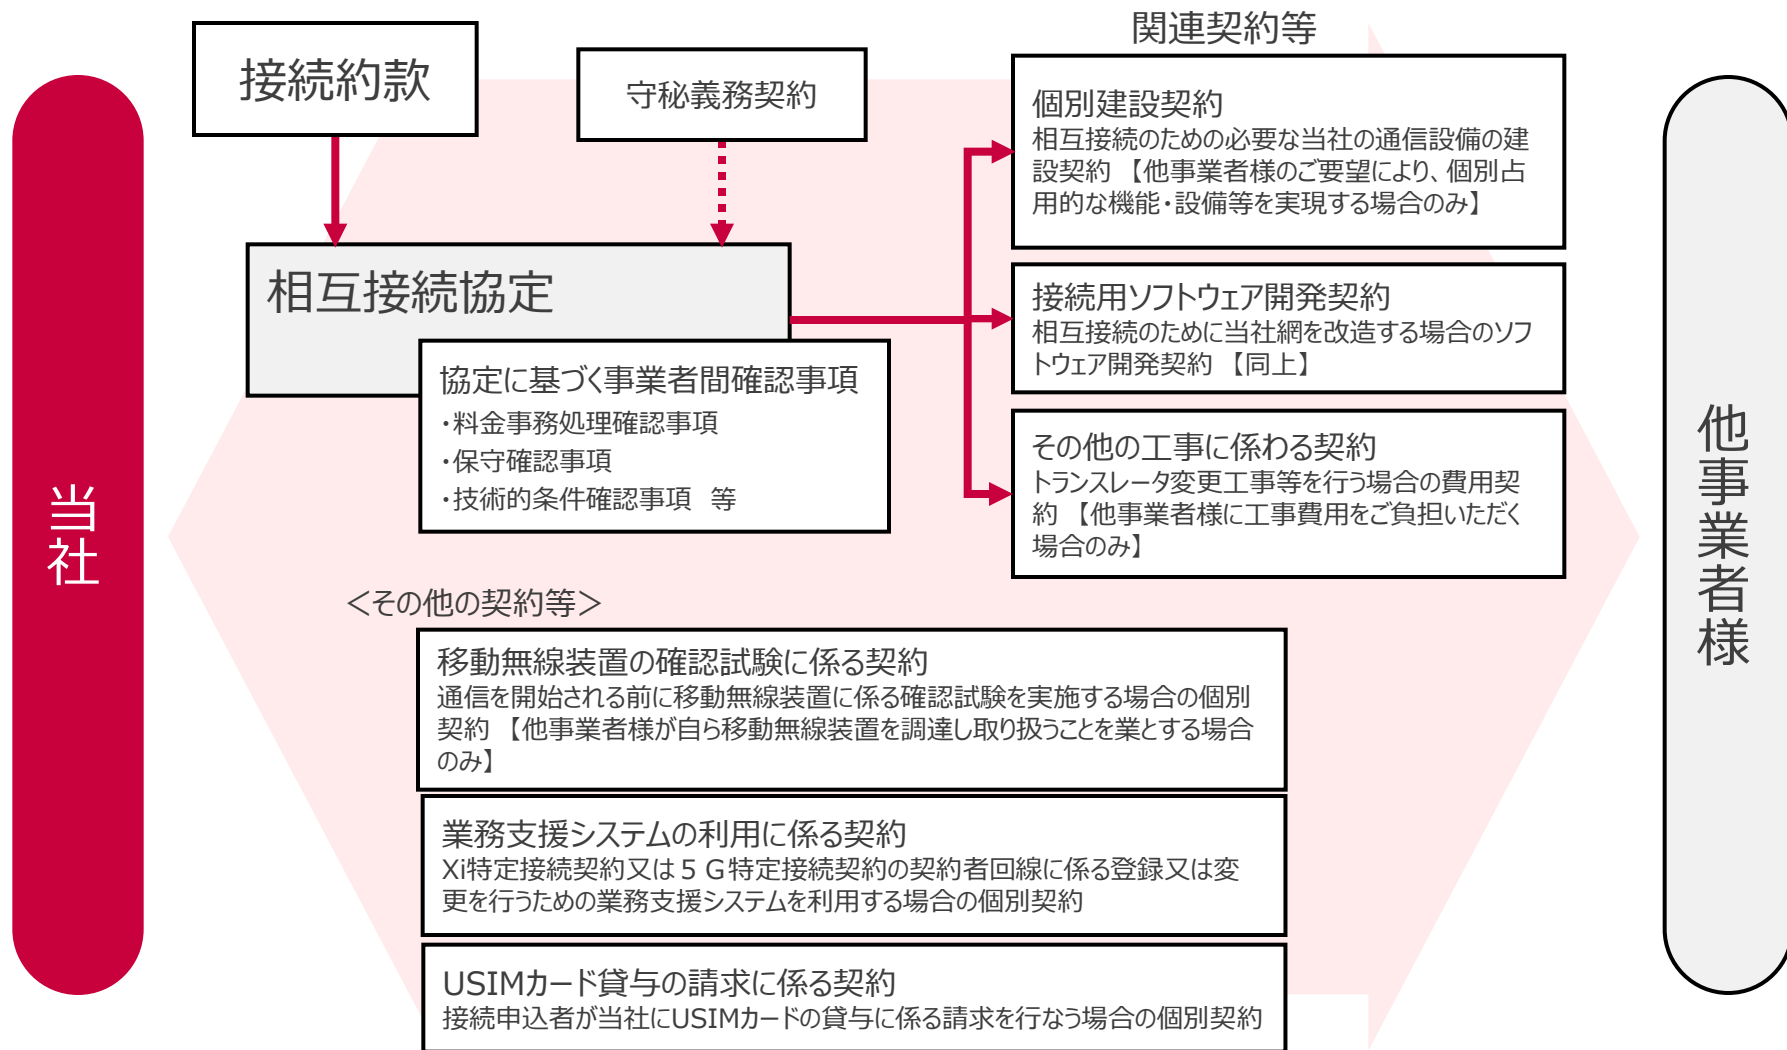 関連契約等
接続約款
守秘義務契約
当社
相互接続協定
協定に基づく事業者間確認事項
・料金事務処理確認事項
・保守確認事項
・技術的条件確認事項　等
個別建設契約
相互接続のための必要な当社の通信設備の建
設契約　【他事業者様のご要望により、個別占
用的な機能・設備等を実現する場合のみ】
接続用ソフトウェア開発契約
相互接続のために当社網を改造する場合のソフ
トウェア開発契約　【同上】
その他の工事に係わる契約
トランスレータ変更工事等を行う場合の費用契
約　【他事業者様に工事費用をご負担いただく
場合のみ】
他事業者様
＜その他の契約等＞
移動無線装置の確認試験に係る契約
通信を開始される前に移動無線装置に係る確認試験を実施する場合の個別
契約　【他事業者様が自ら移動無線装置を調達し取り扱うことを業とする場合
のみ】
業務支援システムの利用に係る契約
Xi特定接続契約又は５Ｇ特定接続契約の契約者回線に係る登録又は変
更を行うための業務支援システムを利用する場合の個別契約
USIMカード貸与の請求に係る契約
接続申込者が当社にUSIMカードの貸与に係る請求を行なう場合の個別契約